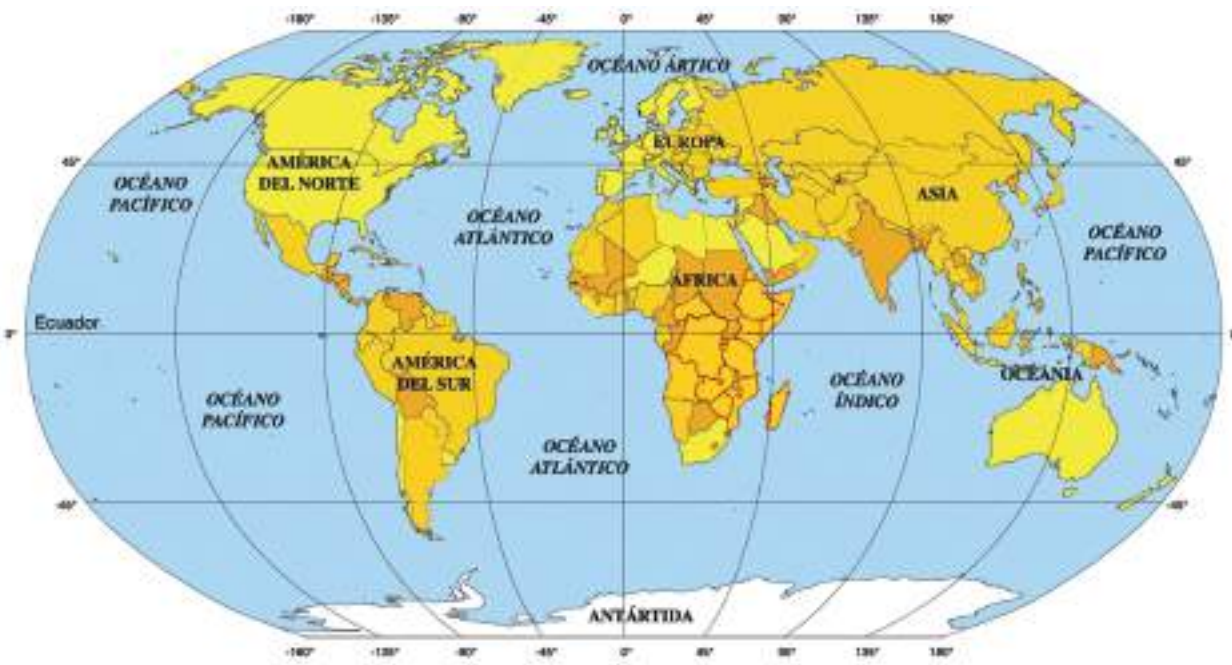 -180° -135° -90° -45° 0° 45° 90° 135° 180°
OCÉANO ÁRTICO
EUROPA
45° 45°
AMÉRICA
DEL NORTE
ASIA
OCÉANO
PACÍFICO
OCÉANO
ATLÁNTICO
OCÉANO
PACÍFICO
ÁFRICA
Ecuador
0°
AMÉRICA
DEL SUR
OCEANÍA
OCÉANO
ÍNDICO
OCÉANO
PACÍFICO
OCÉANO
ATLÁNTICO
-45° -45°
ANTÁRTIDA
-180° -135° -90° -45° 0° 45° 90° 135° 180°